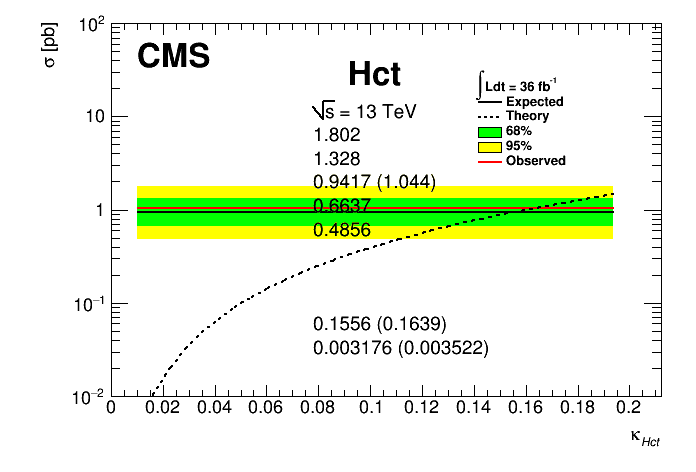 10²
CMS
Hct
σ [pb]
∫Ldt = 36 fb⁻¹
Expected
Theory
68%
95%
Observed
√s = 13 TeV
1.802
1.328
0.9417 (1.044)
0.6637
0.4856
0.1556 (0.1639)
0.003176 (0.003522)
10
1
10⁻¹
10⁻²
0 0.02 0.04 0.06 0.08 0.1 0.12 0.14 0.16 0.18 0.2
κHct